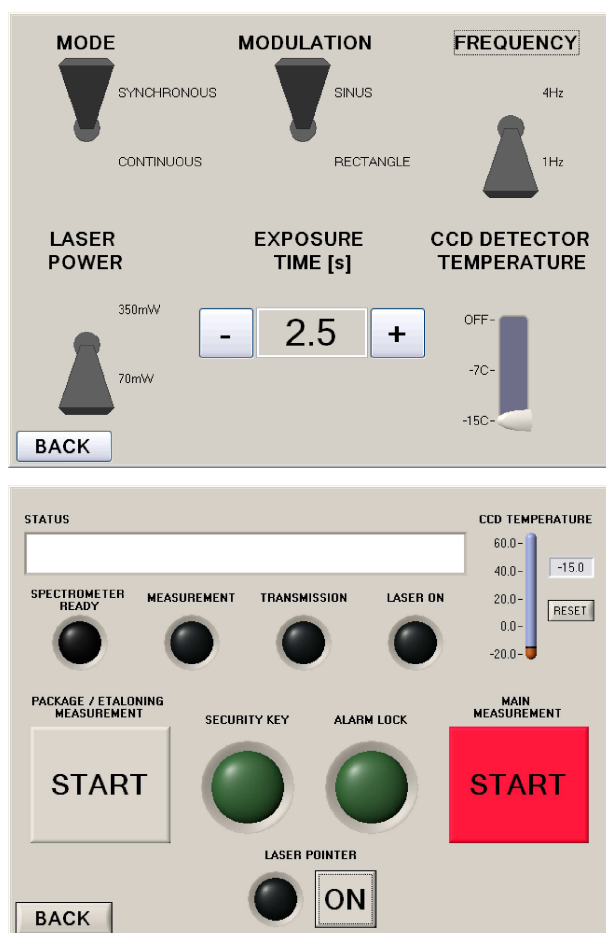 MODE
MODULATION
FREQUENCY
SYNCHRONOUS
SINUS
4Hz
CONTINUOUS
RECTANGLE
1Hz
LASER
POWER
EXPOSURE
TIME [s]
CCD DETECTOR
TEMPERATURE
350mW
70mW
-
2.5
+
OFF-
-7C-
-15C-
BACK
STATUS
CCD TEMPERATURE
60.0-
40.0-
20.0-
0.0-
-20.0-
-15.0
RESET
SPECTROMETER
READY
MEASUREMENT
TRANSMISSION
LASER ON
PACKAGE / ETALONING
MEASUREMENT
START
SECURITY KEY
ALARM LOCK
MAIN
MEASUREMENT
START
LASER POINTER
ON
BACK